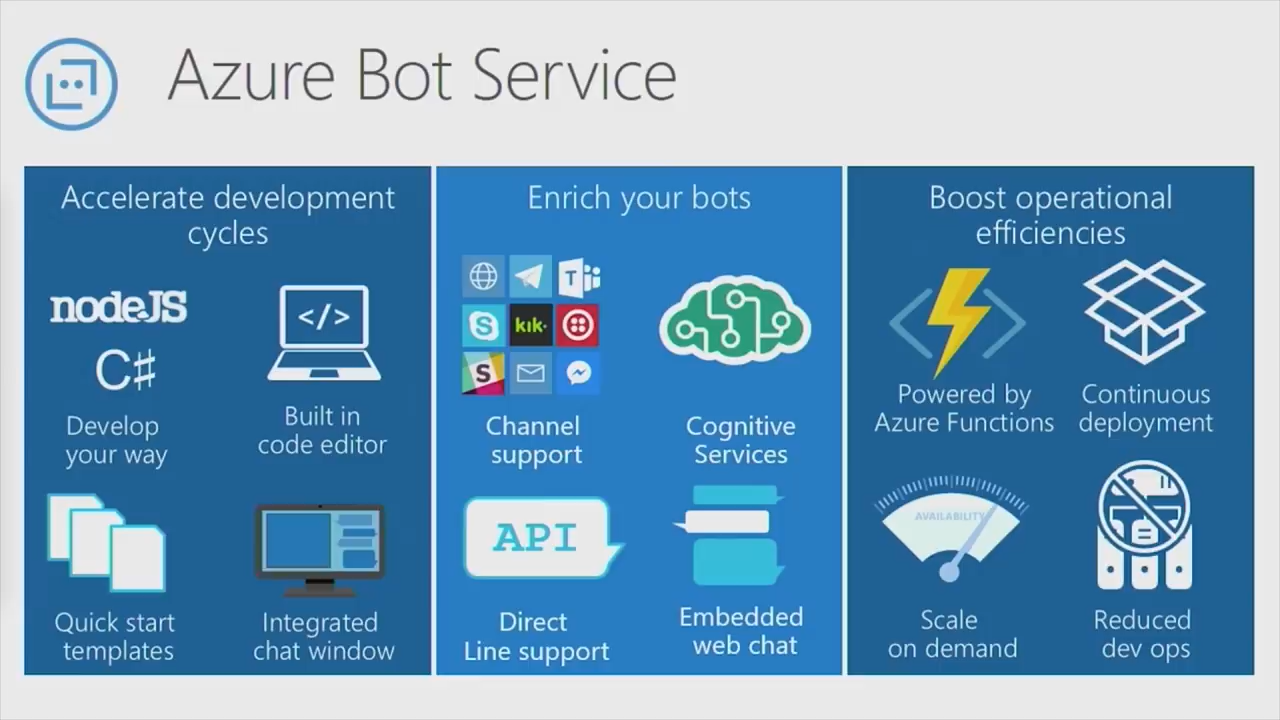 Azure Bot Service
Accelerate development
cycles
nodeJS
C#
Develop
your way
</>
Built in
code editor
Quick start
templates
Integrated
chat window
Enrich your bots
T
S
kik.
S
Channel
support
Cognitive
Services
API
Direct
Line support
Embedded
web chat
Boost operational
efficiencies
Powered by
Azure Functions
Continuous
deployment
AVAILABILITY
Scale
on demand
Reduced
dev ops